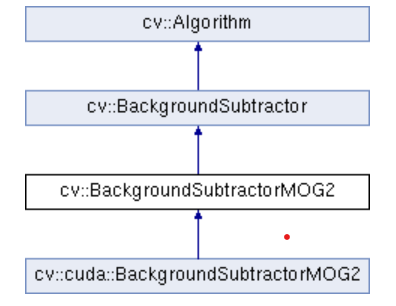 cv::Algorithm
cv::BackgroundSubtractor
cv::BackgroundSubtractorMOG2
cv::cuda::BackgroundSubtractorMOG2